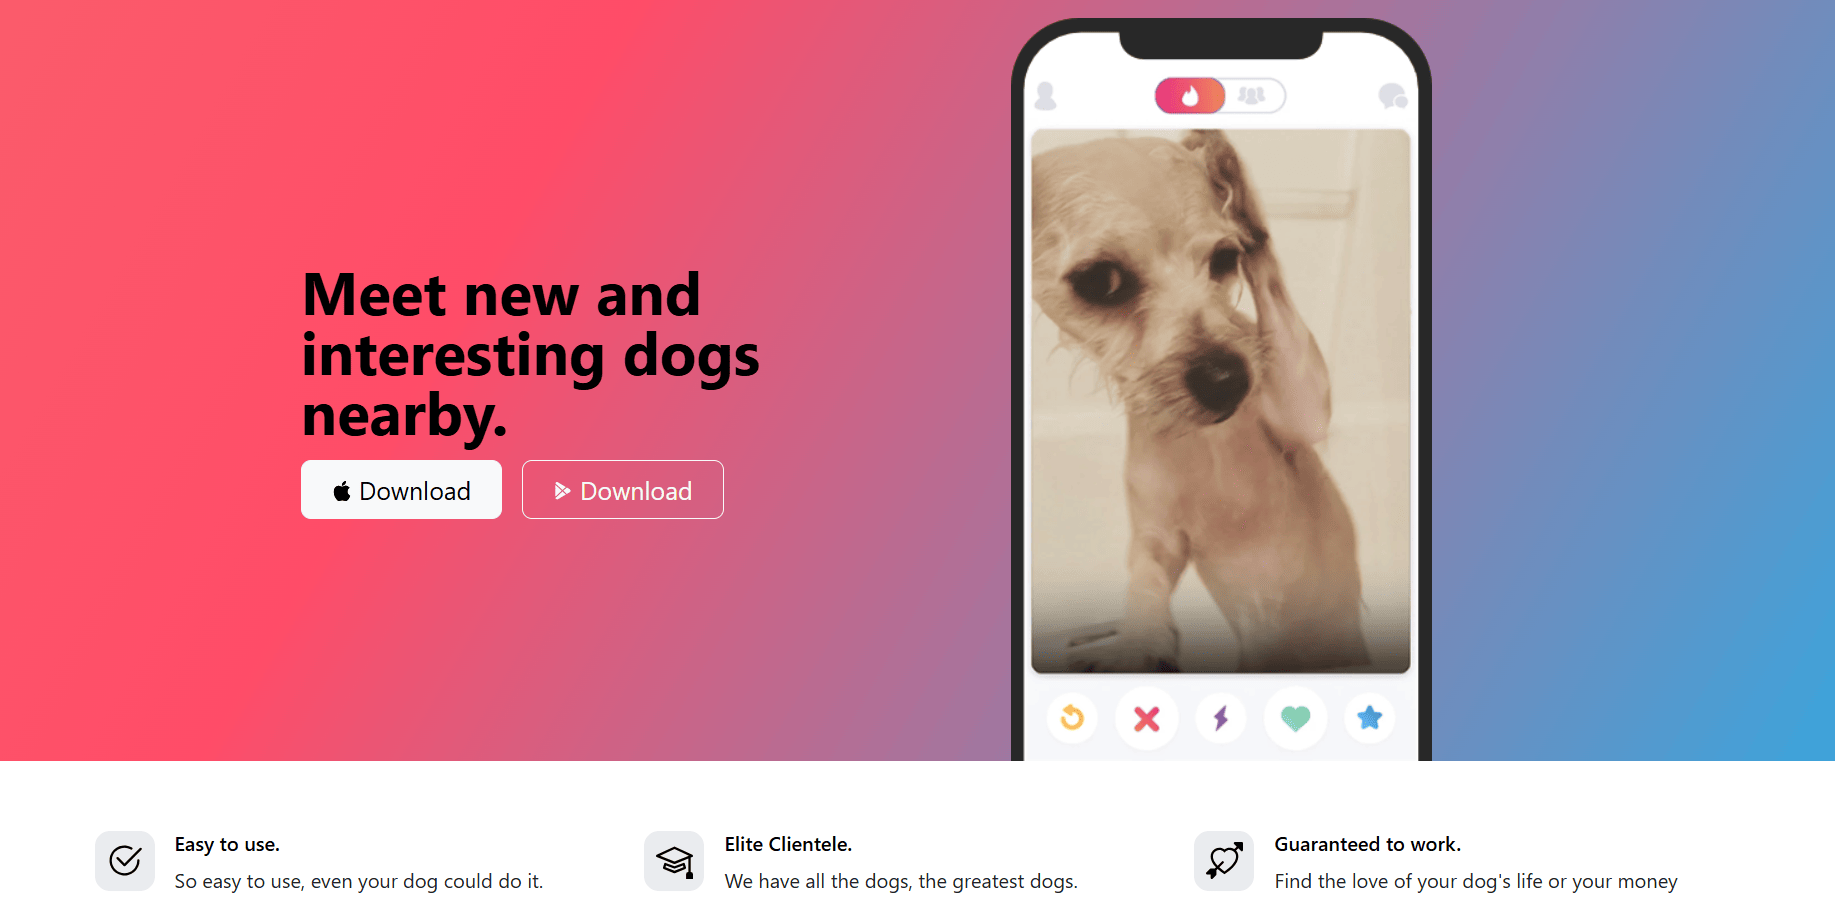 Meet new and
interesting dogs
nearby.
Download
Download
Easy to use.
So easy to use, even your dog could do it.
Elite Clientele.
We have all the dogs, the greatest dogs.
Guaranteed to work.
Find the love of your dog's life or your money